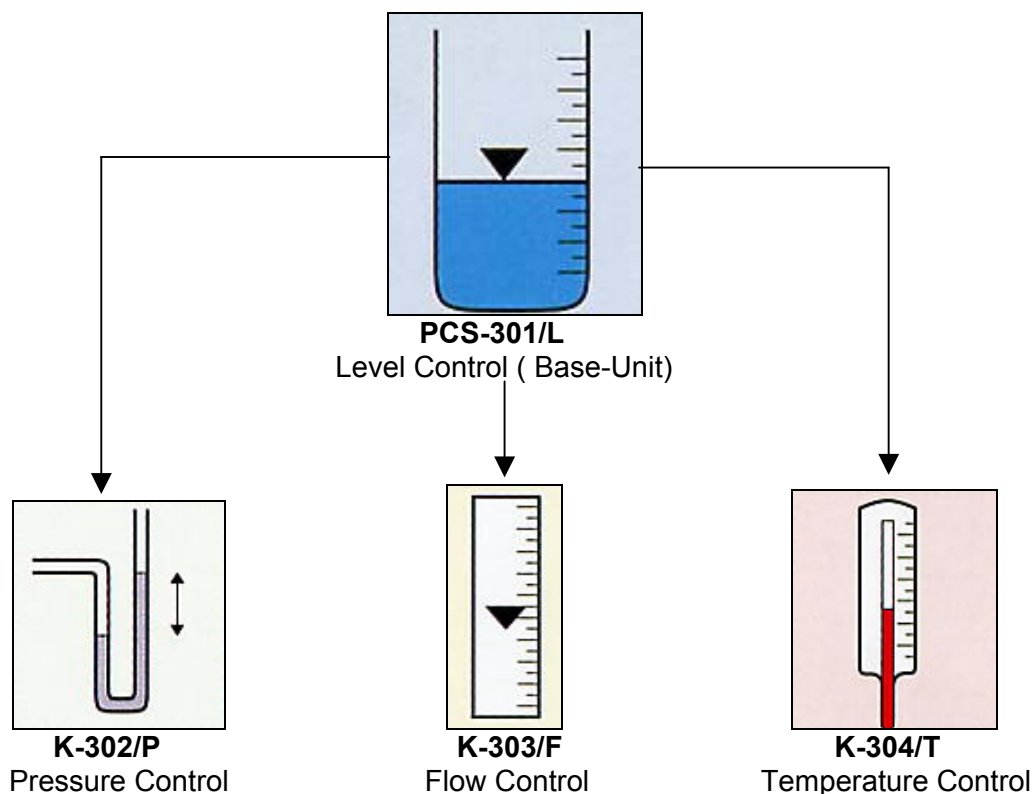 PCS-301/L
Level Control ( Base-Unit)
K-302/P
Pressure Control
K-303/F
Flow Control
K-304/T
Temperature Control